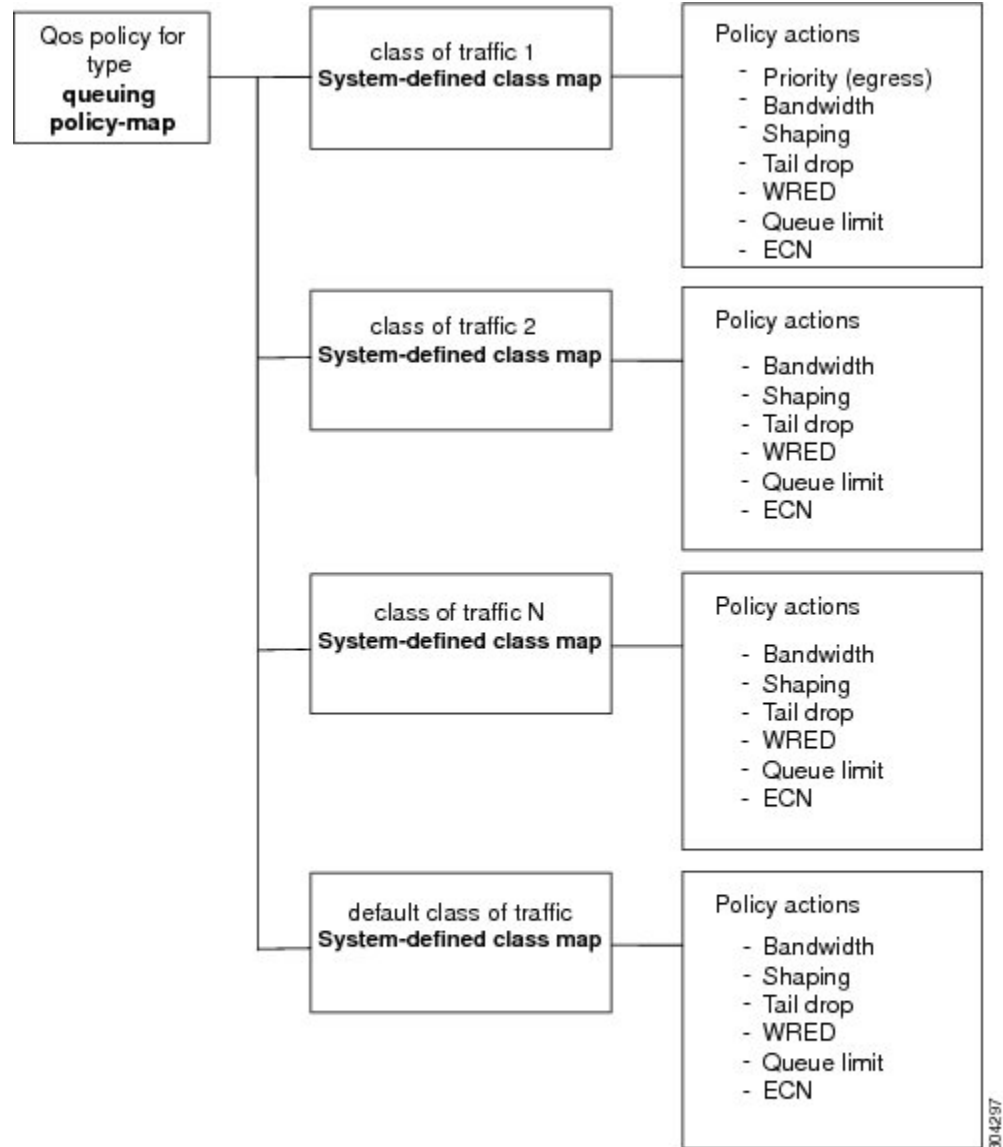 Qos policy for
type
queuing
policy-map
class of traffic 1
System-defined class map
Policy actions
- Priority (egress)
- Bandwidth
- Shaping
- Tail drop
- WRED
- Queue limit
- ECN
class of traffic 2
System-defined class map
Policy actions
- Bandwidth
- Shaping
- Tail drop
- WRED
- Queue limit
- ECN
class of traffic N
System-defined class map
Policy actions
- Bandwidth
- Shaping
- Tail drop
- WRED
- Queue limit
- ECN
default class of traffic
System-defined class map
Policy actions
- Bandwidth
- Shaping
- Tail drop
- WRED
- Queue limit
- ECN